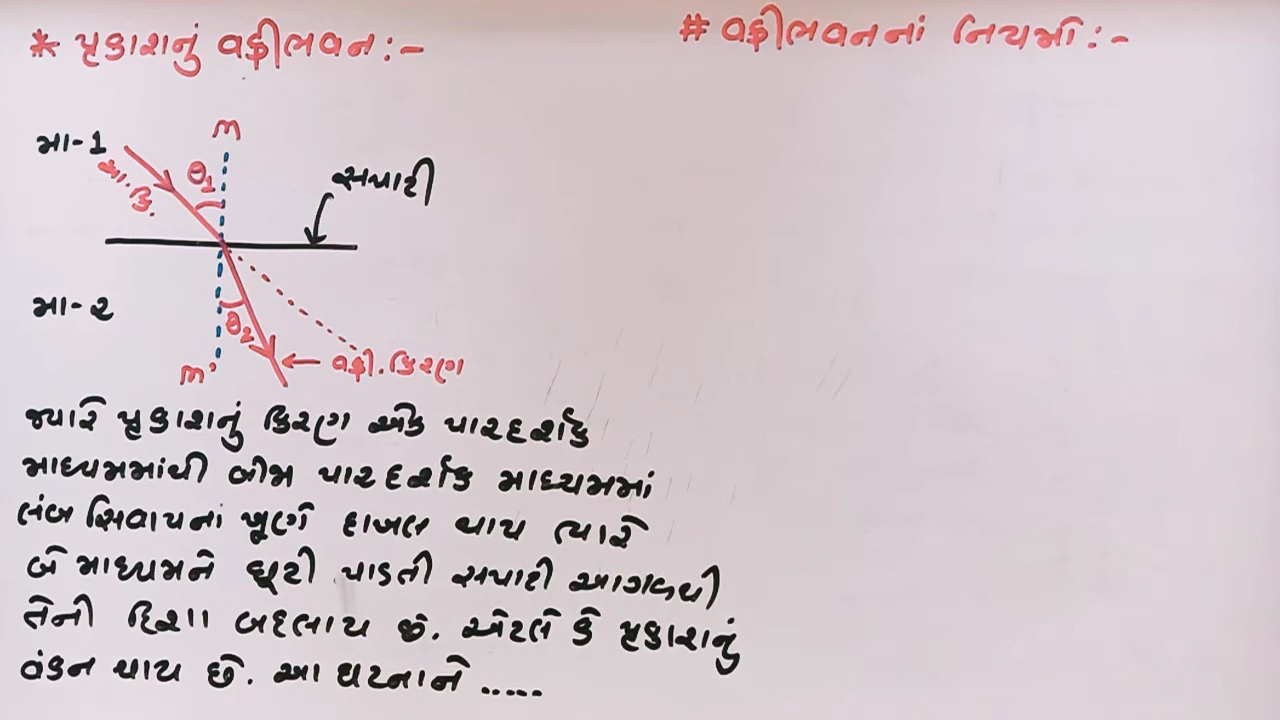 * પ્રકાશનું વક્રીભવન:-
# વક્રીભવનનાં નિયમો:-
M
મા-1
આ.કિ.
θ1
સપાટી
મા-૨
θ2
M'
વક્રી.કિરણ
જ્યારે પ્રકાશનું કિરણ એક પારદર્શક
માધ્યમમાંથી બીજા પારદર્શક માધ્યમમાં
લંબ સિવાયનાં ખૂણે દાખલ થાય ત્યારે
બે માધ્યમને છૂટી પાડતી સપાટી આગળથી
તેની દિશા બદલાય છે. એટલે કે પ્રકાશનું
વંકન થાય છે. આ ઘટનાને .....